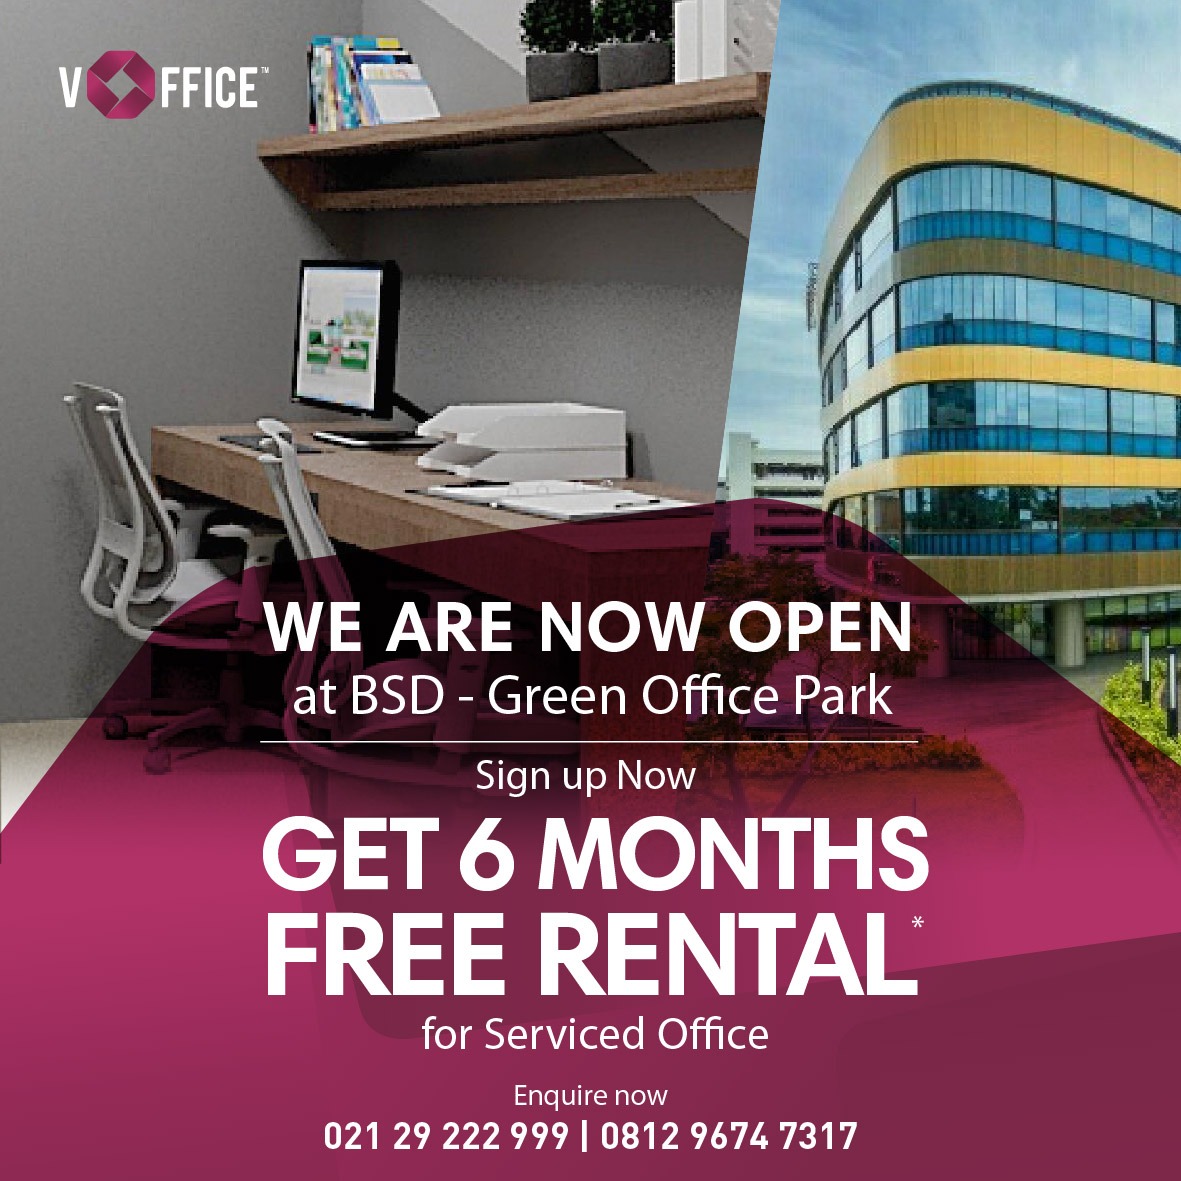 VOFFICE™
WE ARE NOW OPEN
at BSD - Green Office Park
Sign up Now
GET 6 MONTHS
FREE RENTAL*
for Serviced Office
Enquire now
021 29 222 999 | 0812 9674 7317